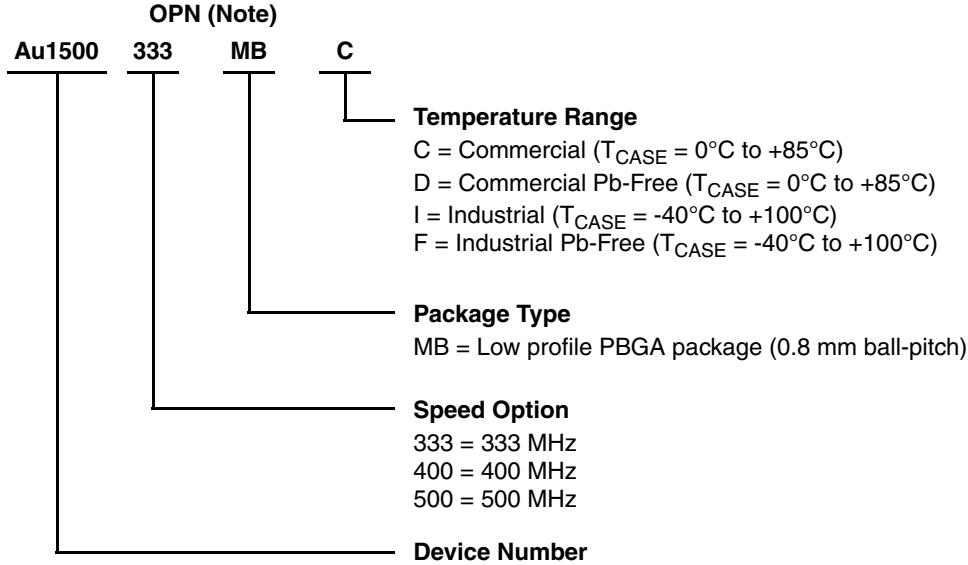 OPN (Note)
Au1500 333 MB C
Temperature Range
C = Commercial (TCASE = 0°C to +85°C)
D = Commercial Pb-Free (TCASE = 0°C to +85°C)
I = Industrial (TCASE = -40°C to +100°C)
F = Industrial Pb-Free (TCASE = -40°C to +100°C)
Package Type
MB = Low profile PBGA package (0.8 mm ball-pitch)
Speed Option
333 = 333 MHz
400 = 400 MHz
500 = 500 MHz
Device Number